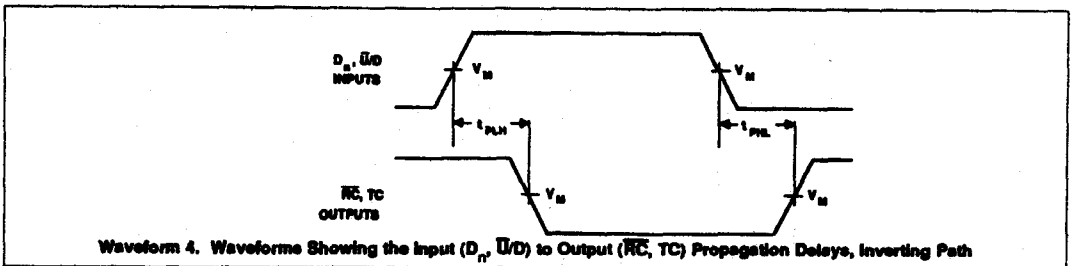 Dn, U̅/D
INPUTS
VM
VM
tPLH
tPHL
R̅C̅, TC
OUTPUTS
VM
VM
Waveform 4. Waveforms Showing the Input (Dn, U̅/D) to Output (R̅C̅, TC) Propagation Delays, Inverting Path